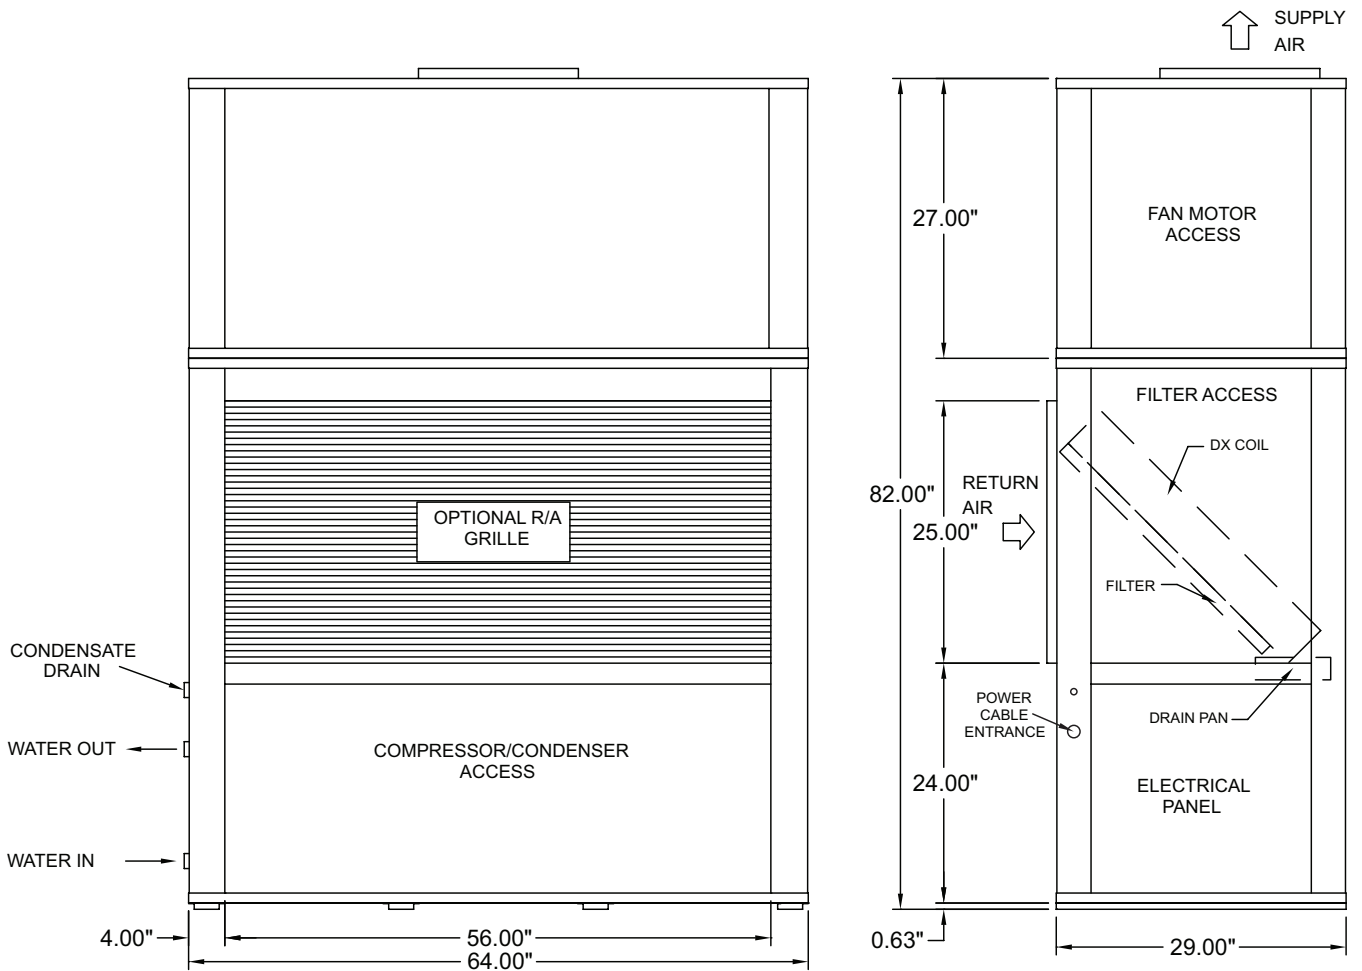 SUPPLY
AIR
27.00"
FAN MOTOR
ACCESS
FILTER ACCESS
DX COIL
82.00"
RETURN
AIR
25.00"
OPTIONAL R/A
GRILLE
FILTER
CONDENSATE
DRAIN
POWER
CABLE
ENTRANCE
DRAIN PAN
WATER OUT
COMPRESSOR/CONDENSER
ACCESS
24.00"
ELECTRICAL
PANEL
WATER IN
4.00"
56.00"
64.00"
0.63"
29.00"